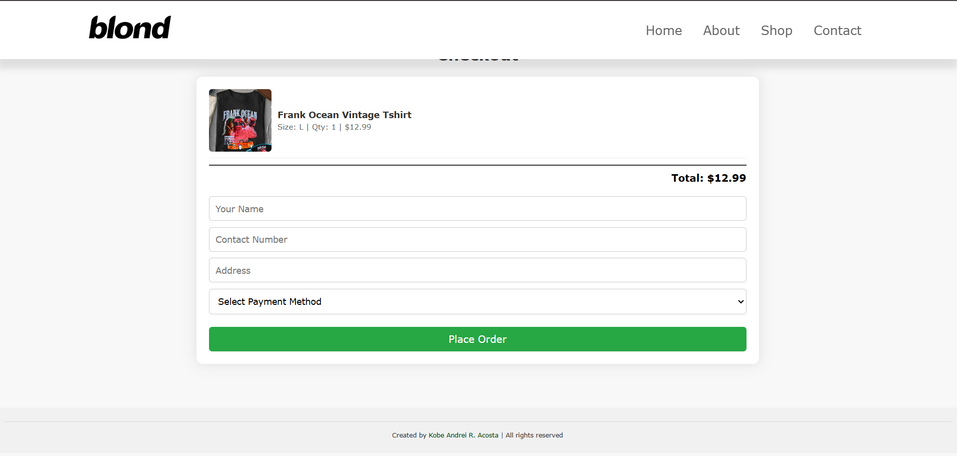 blond
Home About Shop Contact
Checkout
FRANK OCEAN
Frank Ocean Vintage Tshirt
Size: L | Qty: 1 | $12.99
Total: $12.99
Your Name
Contact Number
Address
Select Payment Method
Place Order
Created by Kobe Andrei R. Acosta | All rights reserved